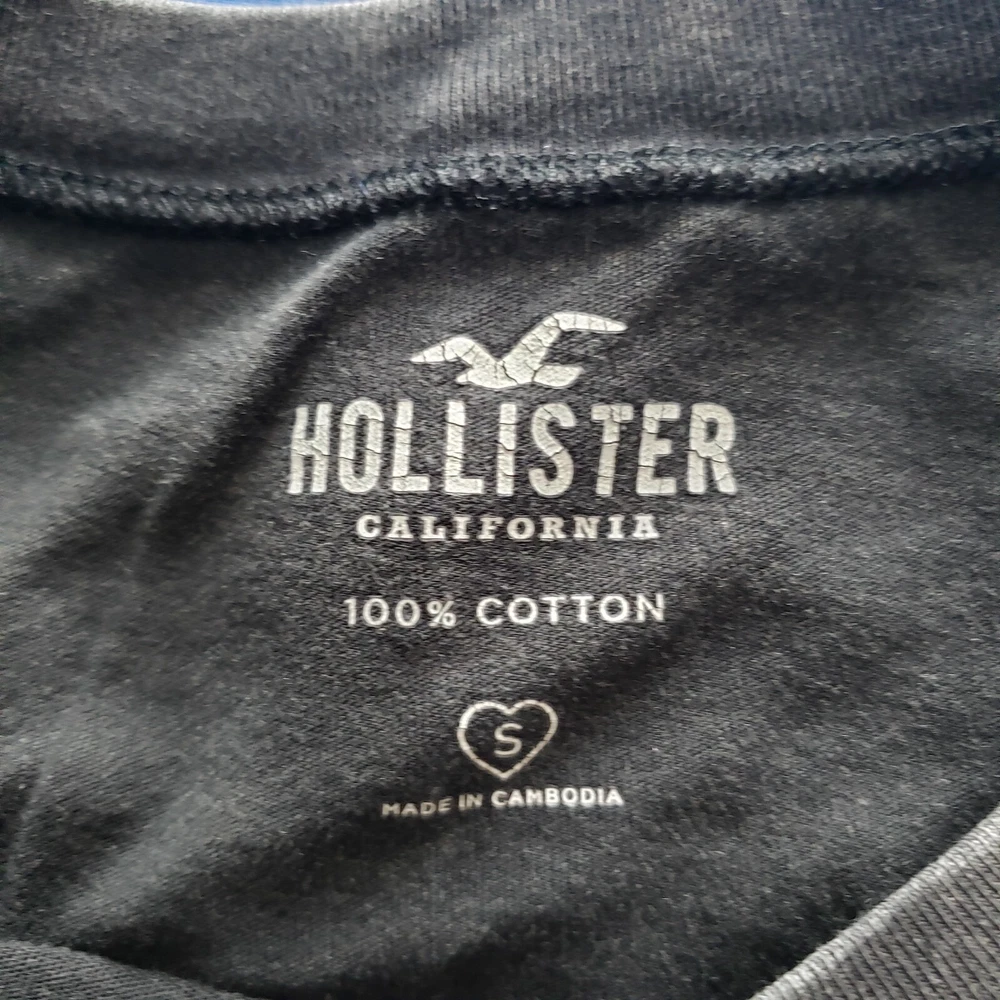 HOLLISTER
CALIFORNIA
100% COTTON
S
MADE IN CAMBODIA